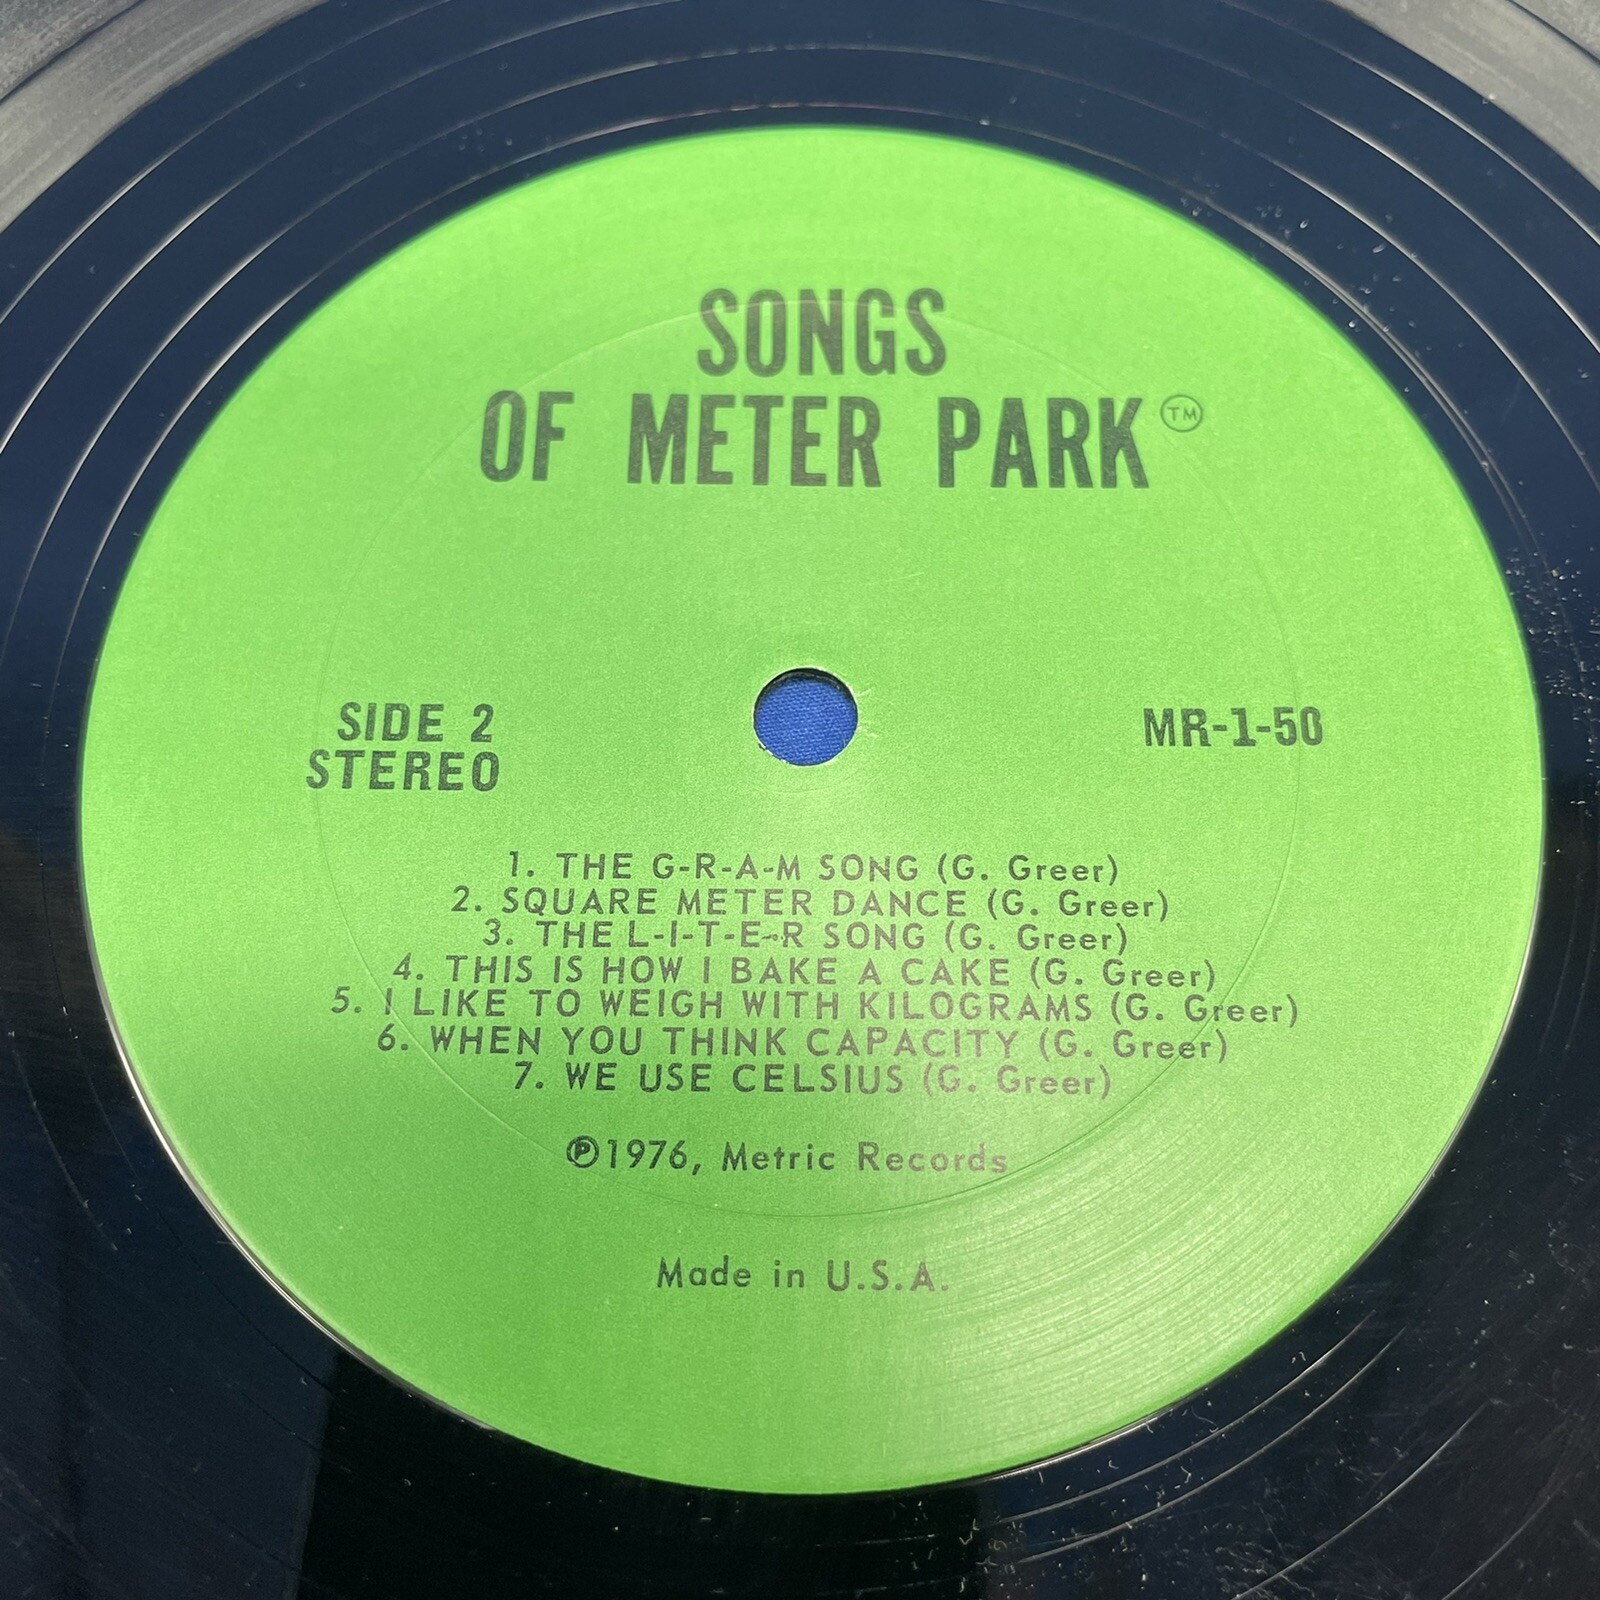 SONGS
OF METER PARK™
SIDE 2
STEREO
MR-1-50
1. THE G-R-A-M SONG (G. Greer)
2. SQUARE METER DANCE (G. Greer)
3. THE L-I-T-E-R SONG (G. Greer)
4. THIS IS HOW I BAKE A CAKE (G. Greer)
5. I LIKE TO WEIGH WITH KILOGRAMS (G. Greer)
6. WHEN YOU THINK CAPACITY (G. Greer)
7. WE USE CELSIUS (G. Greer)
℗1976, Metric Records
Made in U.S.A.